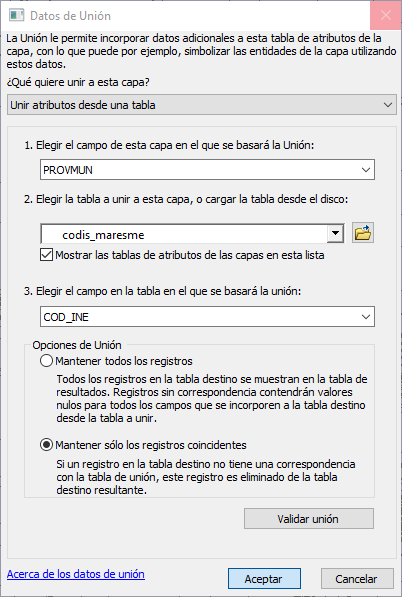 Datos de Unión
La Unión le permite incorporar datos adicionales a esta tabla de atributos de la
capa, con lo que puede por ejemplo, simbolizar las entidades de la capa utilizando
estos datos.
¿Qué quiere unir a esta capa?
Unir atributos desde una tabla
1. Elegir el campo de esta capa en el que se basará la Unión:
PROVMUN
2. Elegir la tabla a unir a esta capa, o cargar la tabla desde el disco:
codis_maresme
Mostrar las tablas de atributos de las capas en esta lista
3. Elegir el campo en la tabla en el que se basará la unión:
COD_INE
Opciones de Unión
Mantener todos los registros
Todos los registros en la tabla destino se muestran en la tabla de
resultados. Registros sin correspondencia contendrán valores
nulos para todos los campos que se incorporen a la tabla destino
desde la tabla a unir.
Mantener sólo los registros coincidentes
Si un registro en la tabla destino no tiene una correspondencia
con la tabla de unión, este registro es eliminado de la tabla
destino resultante.
Validar unión
Acerca de los datos de unión
Aceptar
Cancelar